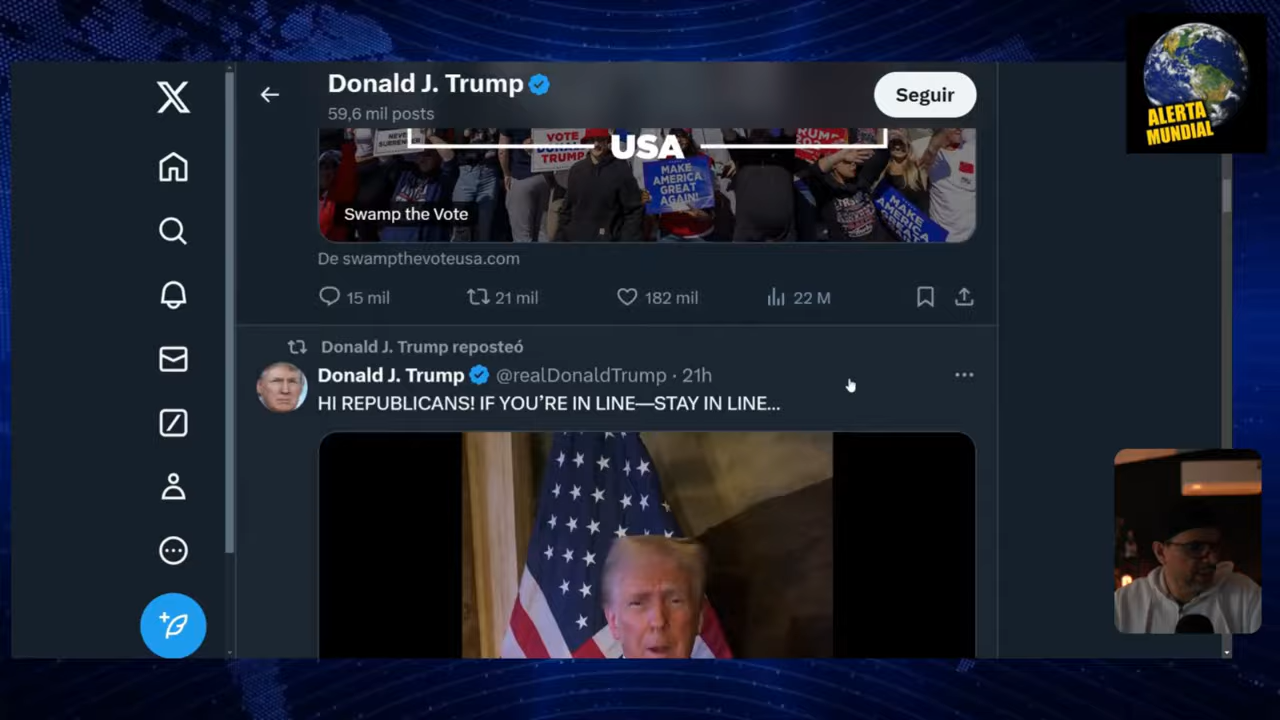 Donald J. Trump
59,6 mil posts
Seguir
ALERTA
MUNDIAL
NEVER
VOTE
DONALD
TRUMP
USA
MAKE
AMERICA
GREAT
AGAIN!
MAKE
AMERICA
Swamp the Vote
De swampthevoteusa.com
15 mil
21 mil
182 mil
22 M
Donald J. Trump reposteó
Donald J. Trump @realDonaldTrump · 21h
HI REPUBLICANS! IF YOU’RE IN LINE—STAY IN LINE...